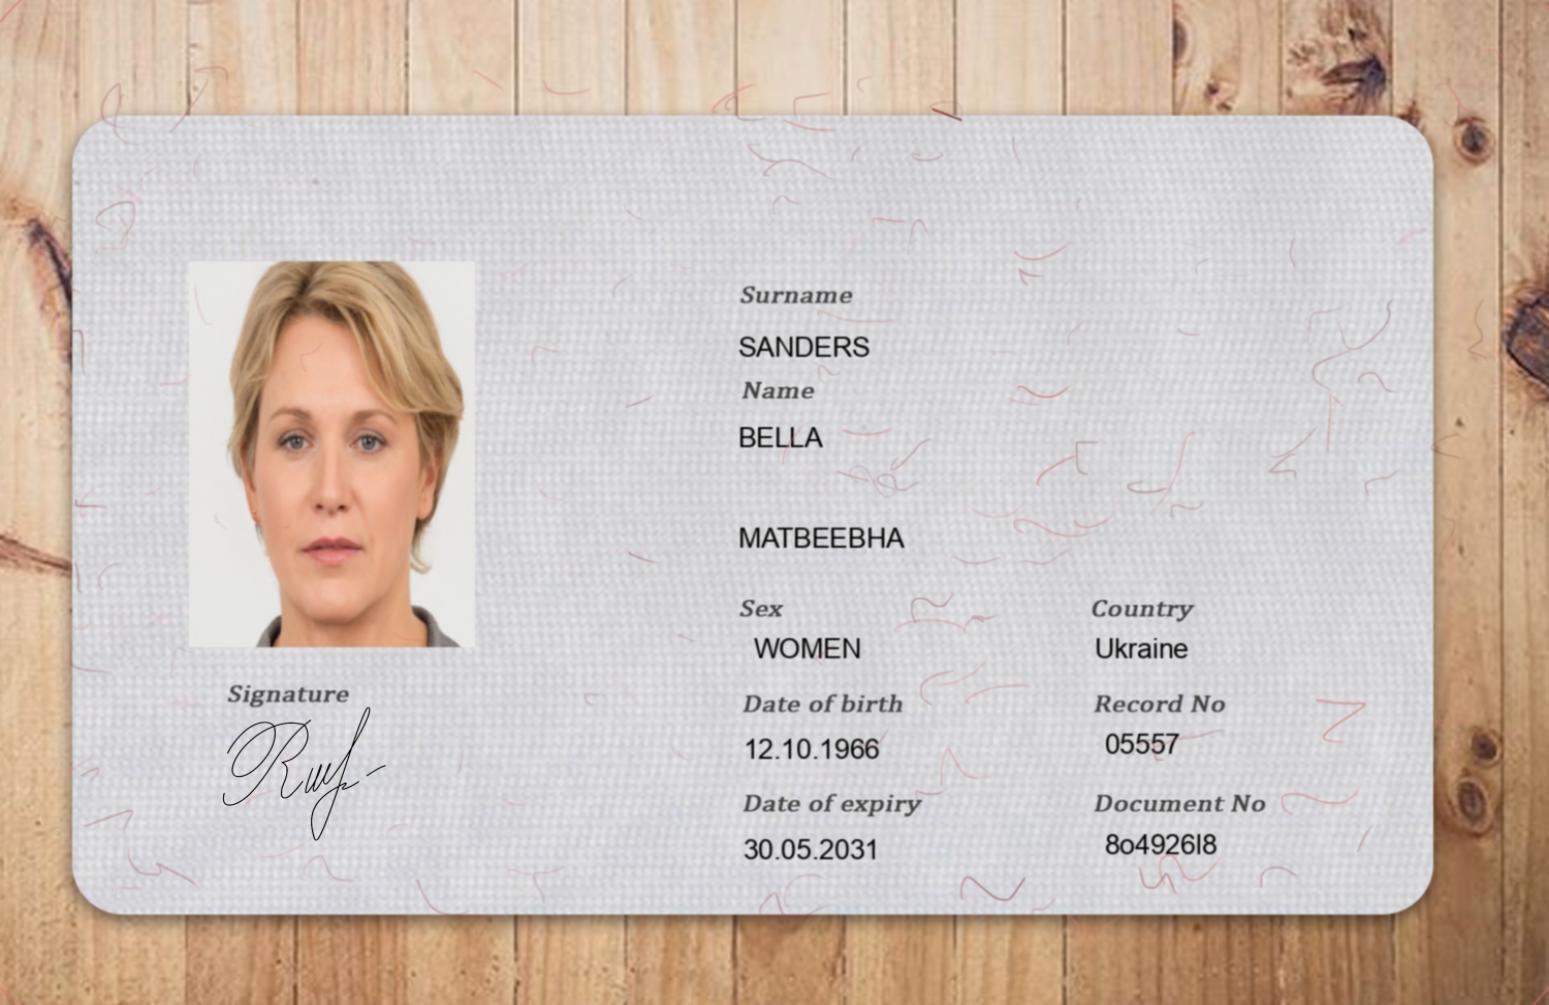 Surname
SANDERS
Name
BELLA
MATBEEBHA
Sex
WOMEN
Country
Ukraine
Date of birth
12.10.1966
Record No
05557
Date of expiry
30.05.2031
Document No
8o4926I8
Signature